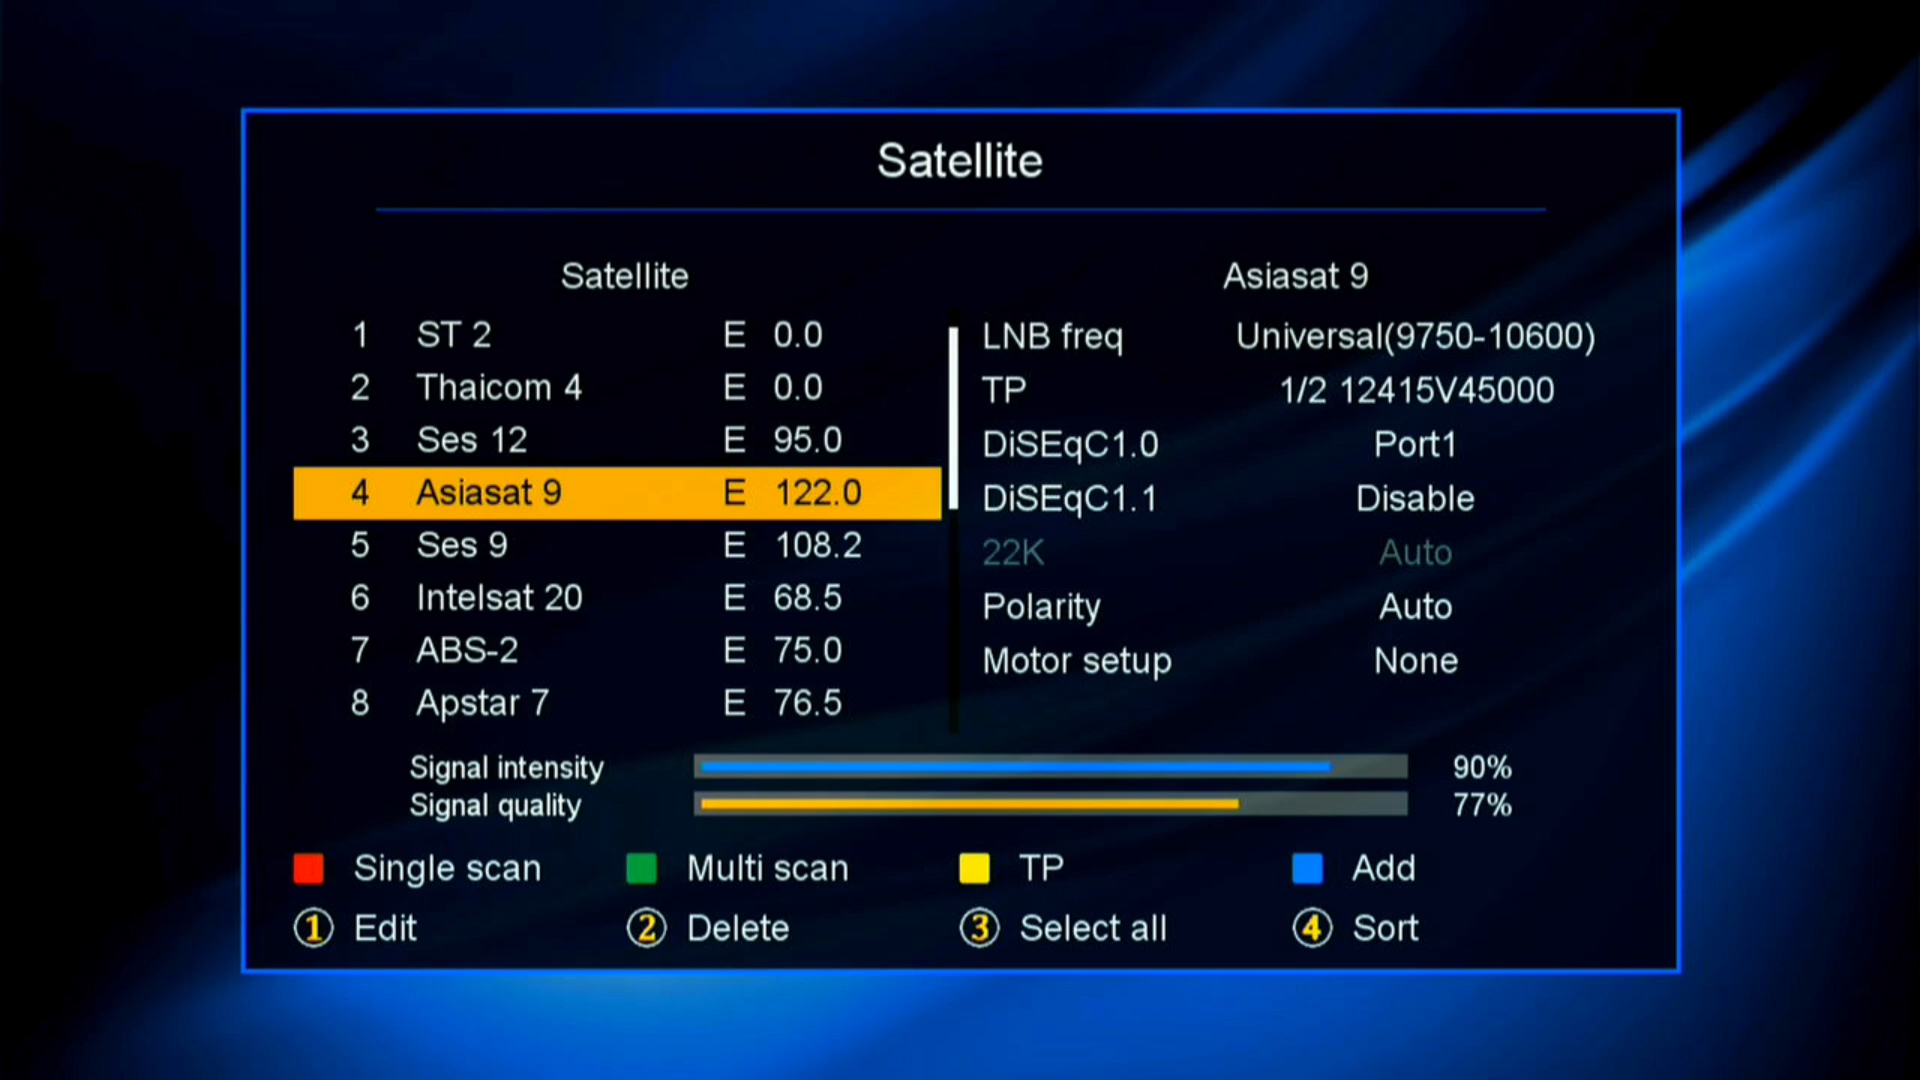 Satellite
Satellite
1 ST 2 E 0.0
2 Thaicom 4 E 0.0
3 Ses 12 E 95.0
4 Asiasat 9 E 122.0
5 Ses 9 E 108.2
6 Intelsat 20 E 68.5
7 ABS-2 E 75.0
8 Apstar 7 E 76.5
Asiasat 9
LNB freq Universal(9750-10600)
TP 1/2 12415V45000
DiSEqC1.0 Port1
DiSEqC1.1 Disable
22K Auto
Polarity Auto
Motor setup None
Signal intensity 90%
Signal quality 77%
Single scan Multi scan TP Add
1 Edit 2 Delete 3 Select all 4 Sort